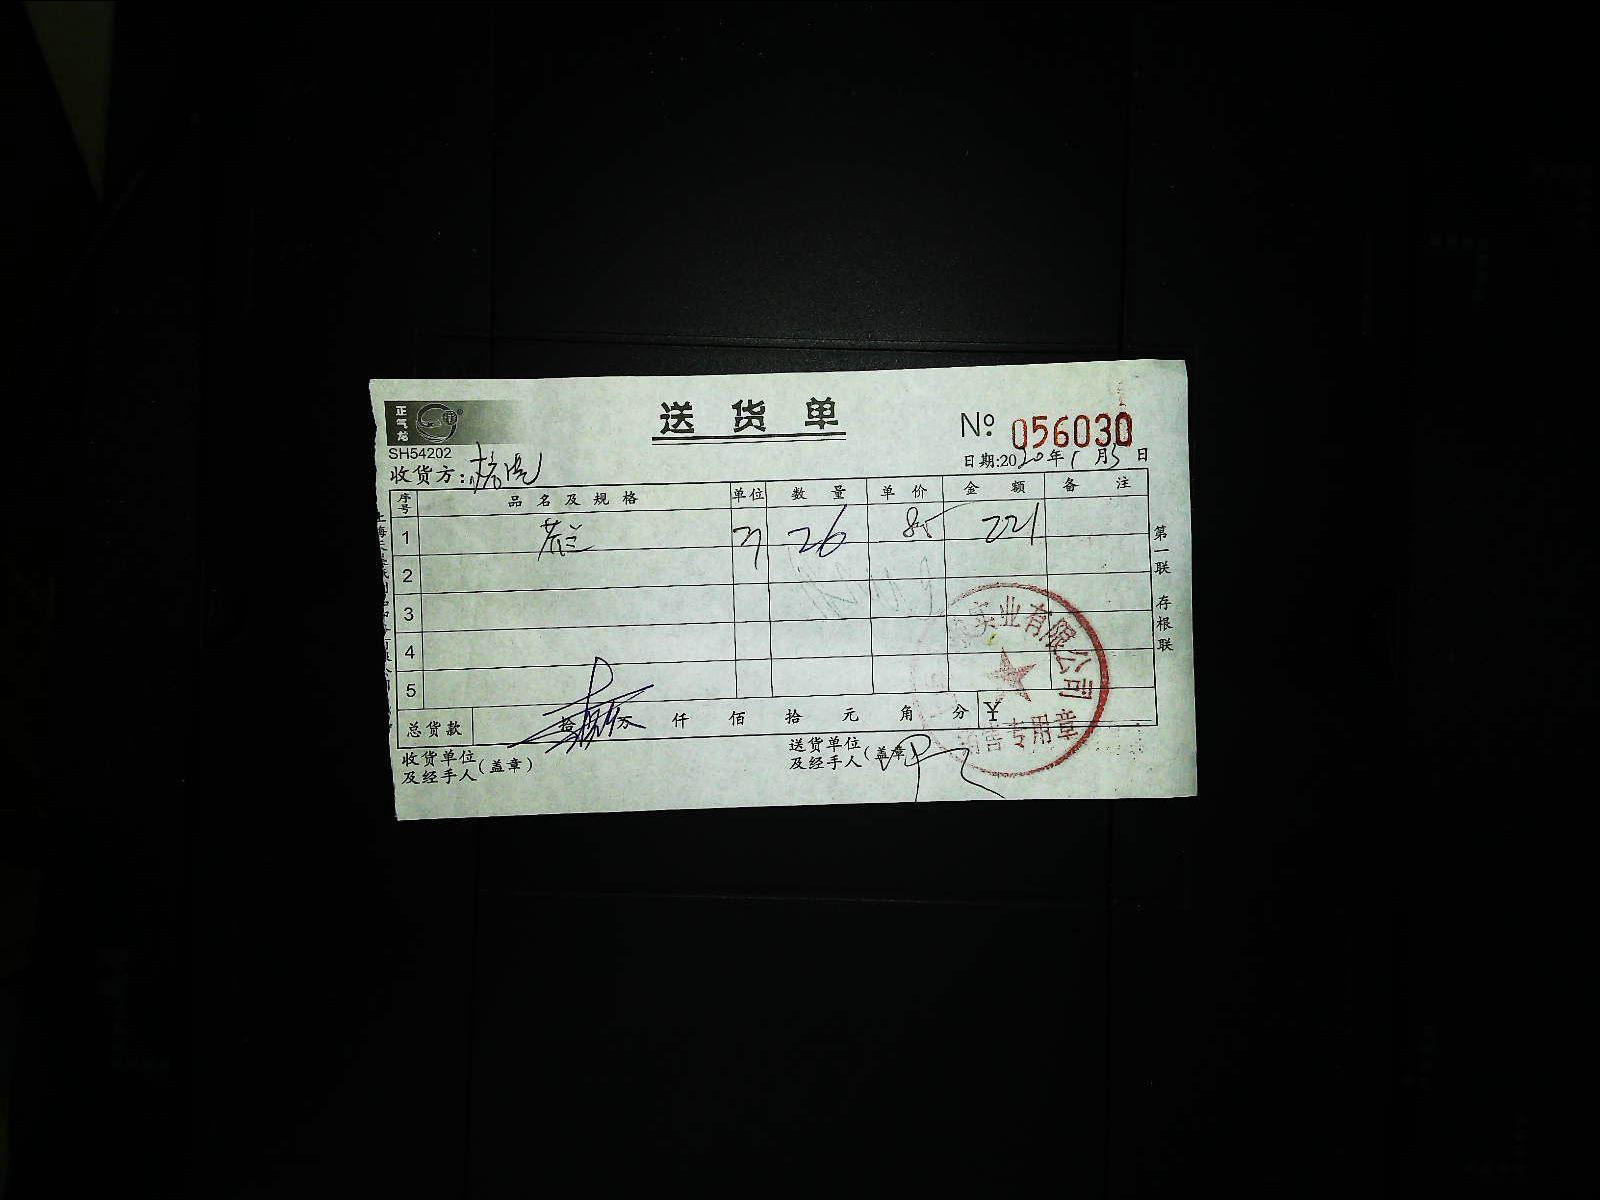 正气龙
SH54202
送货单
№ 056030
收货方:
日期:2020年1月5日
序号 品名及规格 单位 数量 单价 金额 备注
1 26 85 221
2
3
4
5
总货款 拾 万 仟 佰 拾 元 角 分 ¥
收货单位及经手人(盖章)
送货单位及经手人(盖章)
第一联 存根联
实业有限公司
专用章